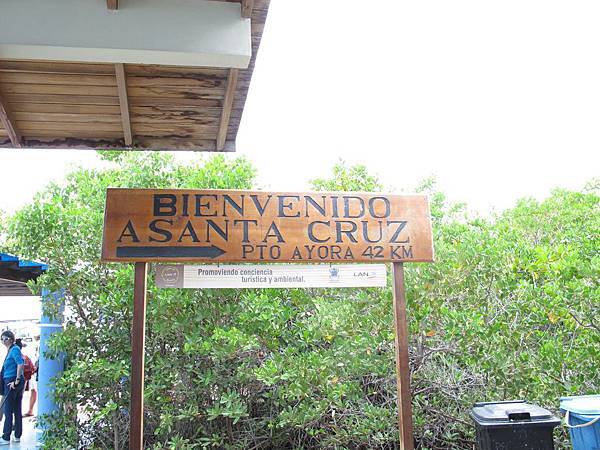 BIENVENIDO
A SANTA CRUZ
PTO AYORA 42 KM
Promoviendo conciencia
turística y ambiental.
LAN